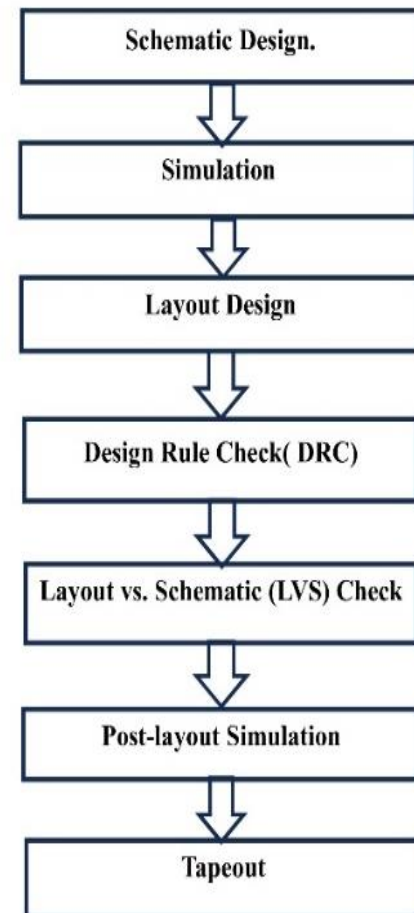 Schematic Design.
Simulation
Layout Design
Design Rule Check( DRC)
Layout vs. Schematic (LVS) Check
Post-layout Simulation
Tapeout